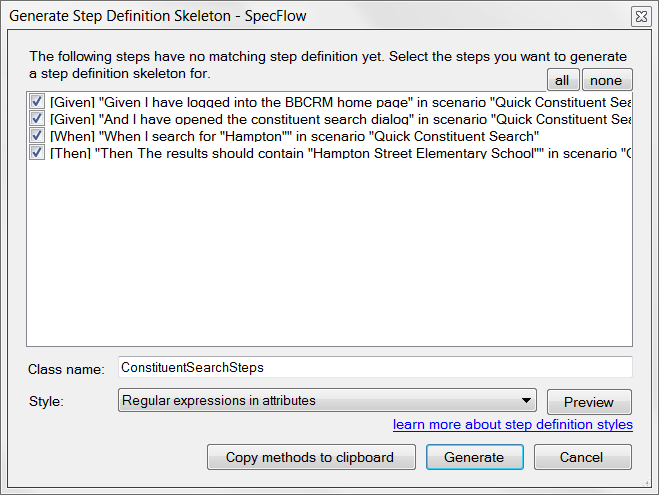 Generate Step Definition Skeleton - SpecFlow
The following steps have no matching step definition yet. Select the steps you want to generate
a step definition skeleton for.
all none
[Given] "Given I have logged into the BBCRM home page" in scenario "Quick Constituent Sea
[Given] "And I have opened the constituent search dialog" in scenario "Quick Constituent Sea
[When] "When I search for "Hampton"" in scenario "Quick Constituent Search"
[Then] "Then The results should contain "Hampton Street Elementary School"" in scenario "Q
Class name: ConstituentSearchSteps
Style: Regular expressions in attributes Preview
learn more about step definition styles
Copy methods to clipboard Generate Cancel